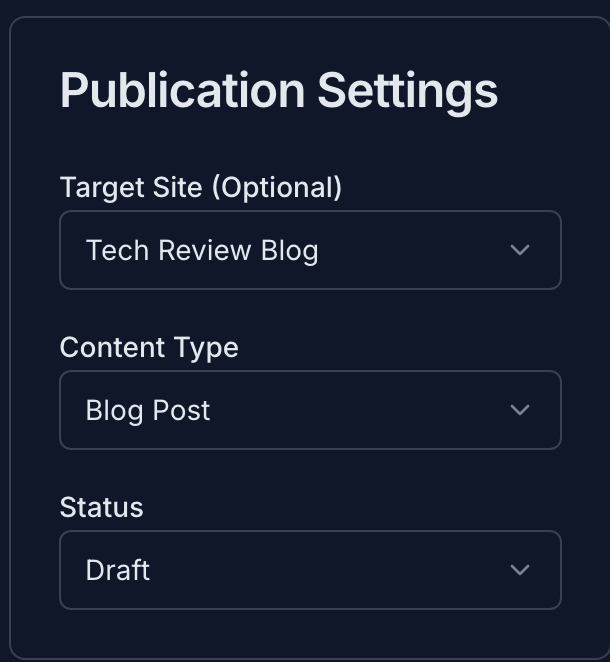 Publication Settings
Target Site (Optional)
Tech Review Blog
Content Type
Blog Post
Status
Draft